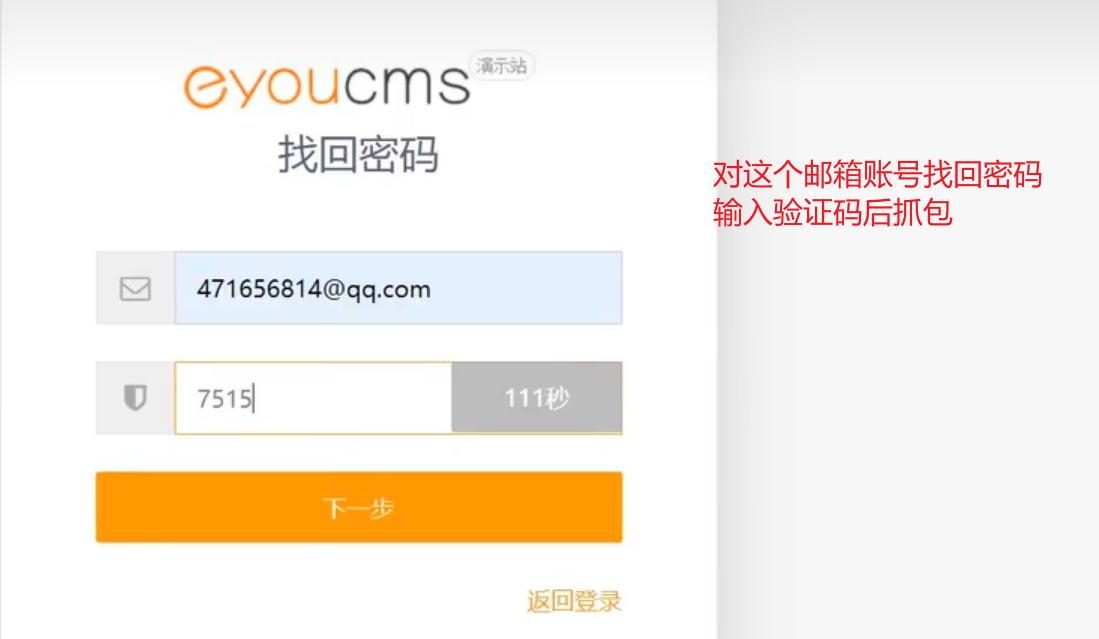 eyoucms 演示站
找回密码
对这个邮箱账号找回密码
输入验证码后抓包
471656814@qq.com
7515 111秒
下一步
返回登录